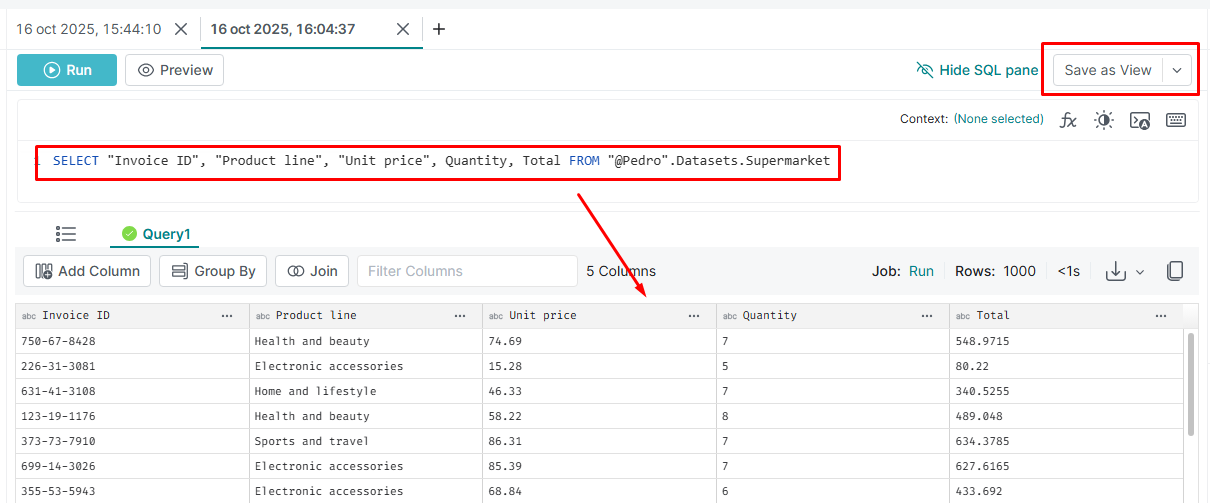 16 oct 2025, 15:44:10 16 oct 2025, 16:04:37
Run Preview Hide SQL pane Save as View
Context: (None selected) fx
1 SELECT "Invoice ID", "Product line", "Unit price", Quantity, Total FROM "@Pedro".Datasets.Supermarket
Query1
Add Column Group By Join Filter Columns 5 Columns Job: Run Rows: 1000 <1s
abc Invoice ID ... abc Product line ... abc Unit price ... abc Quantity ... abc Total ...
750-67-8428 Health and beauty 74.69 7 548.9715
226-31-3081 Electronic accessories 15.28 5 80.22
631-41-3108 Home and lifestyle 46.33 7 340.5255
123-19-1176 Health and beauty 58.22 8 489.048
373-73-7910 Sports and travel 86.31 7 634.3785
699-14-3026 Electronic accessories 85.39 7 627.6165
355-53-5943 Electronic accessories 68.84 6 433.692